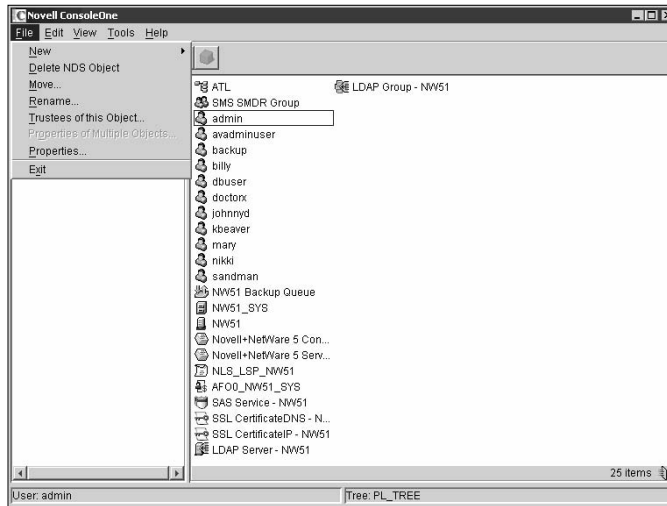 Novell ConsoleOne
File Edit View Tools Help
New
Delete NDS Object
Move...
Rename...
Trustees of this Object...
Properties of Multiple Objects...
Properties...
Exit
ATL
SMS SMDR Group
admin
avadminuser
backup
billy
dbuser
doctorx
johnnyd
kbeaver
mary
nikki
sandman
NW51 Backup Queue
NW51_SYS
NW51
Novell+NetWare 5 Con...
Novell+NetWare 5 Serv...
NLS_LSP_NW51
AFO0_NW51_SYS
SAS Service - NW51
SSL CertificateDNS - N...
SSL CertificateIP - NW51
LDAP Server - NW51
LDAP Group - NW51
25 items
User: admin
Tree: PL_TREE